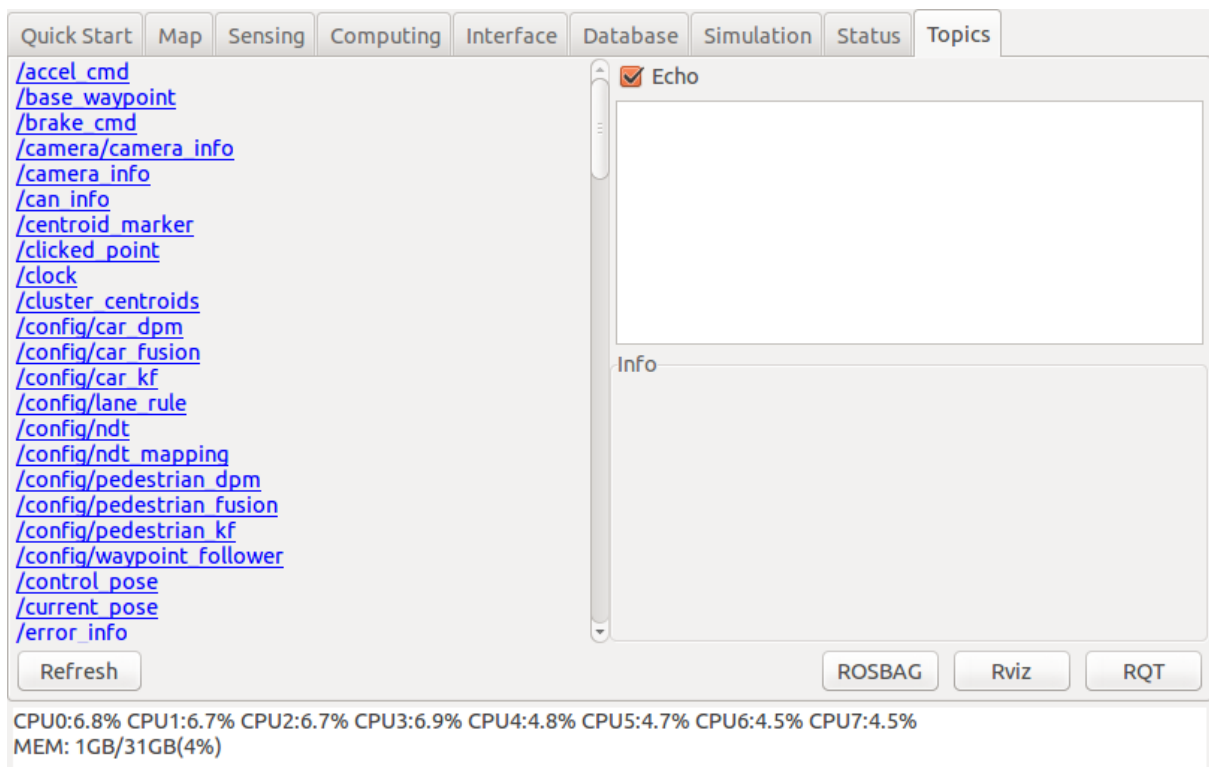 Quick Start Map Sensing Computing Interface Database Simulation Status Topics
/accel_cmd
/base_waypoint
/brake_cmd
/camera/camera_info
/camera_info
/can_info
/centroid_marker
/clicked_point
/clock
/cluster_centroids
/config/car_dpm
/config/car_fusion
/config/car_kf
/config/lane_rule
/config/ndt
/config/ndt_mapping
/config/pedestrian_dpm
/config/pedestrian_fusion
/config/pedestrian_kf
/config/waypoint_follower
/control_pose
/current_pose
/error_info
Echo
Info
Refresh ROSBAG Rviz RQT
CPU0:6.8% CPU1:6.7% CPU2:6.7% CPU3:6.9% CPU4:4.8% CPU5:4.7% CPU6:4.5% CPU7:4.5%
MEM: 1GB/31GB(4%)